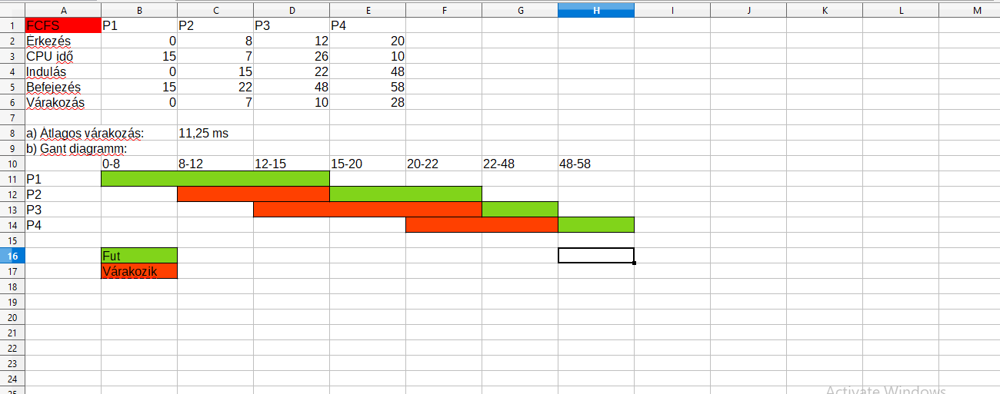 A B C D E F G H I J K L M
1 FCFS P1 P2 P3 P4
2 Érkezés 0 8 12 20
3 CPU idő 15 7 26 10
4 Indulás 0 15 22 48
5 Befejezés 15 22 48 58
6 Várakozás 0 7 10 28
7
8 a) Átlagos várakozás: 11,25 ms
9 b) Gant diagramm:
10 0-8 8-12 12-15 15-20 20-22 22-48 48-58
11 P1
12 P2
13 P3
14 P4
15
16 Fut
17 Várakozik
18
19
20
21
22
23
24
25
Activate Windows